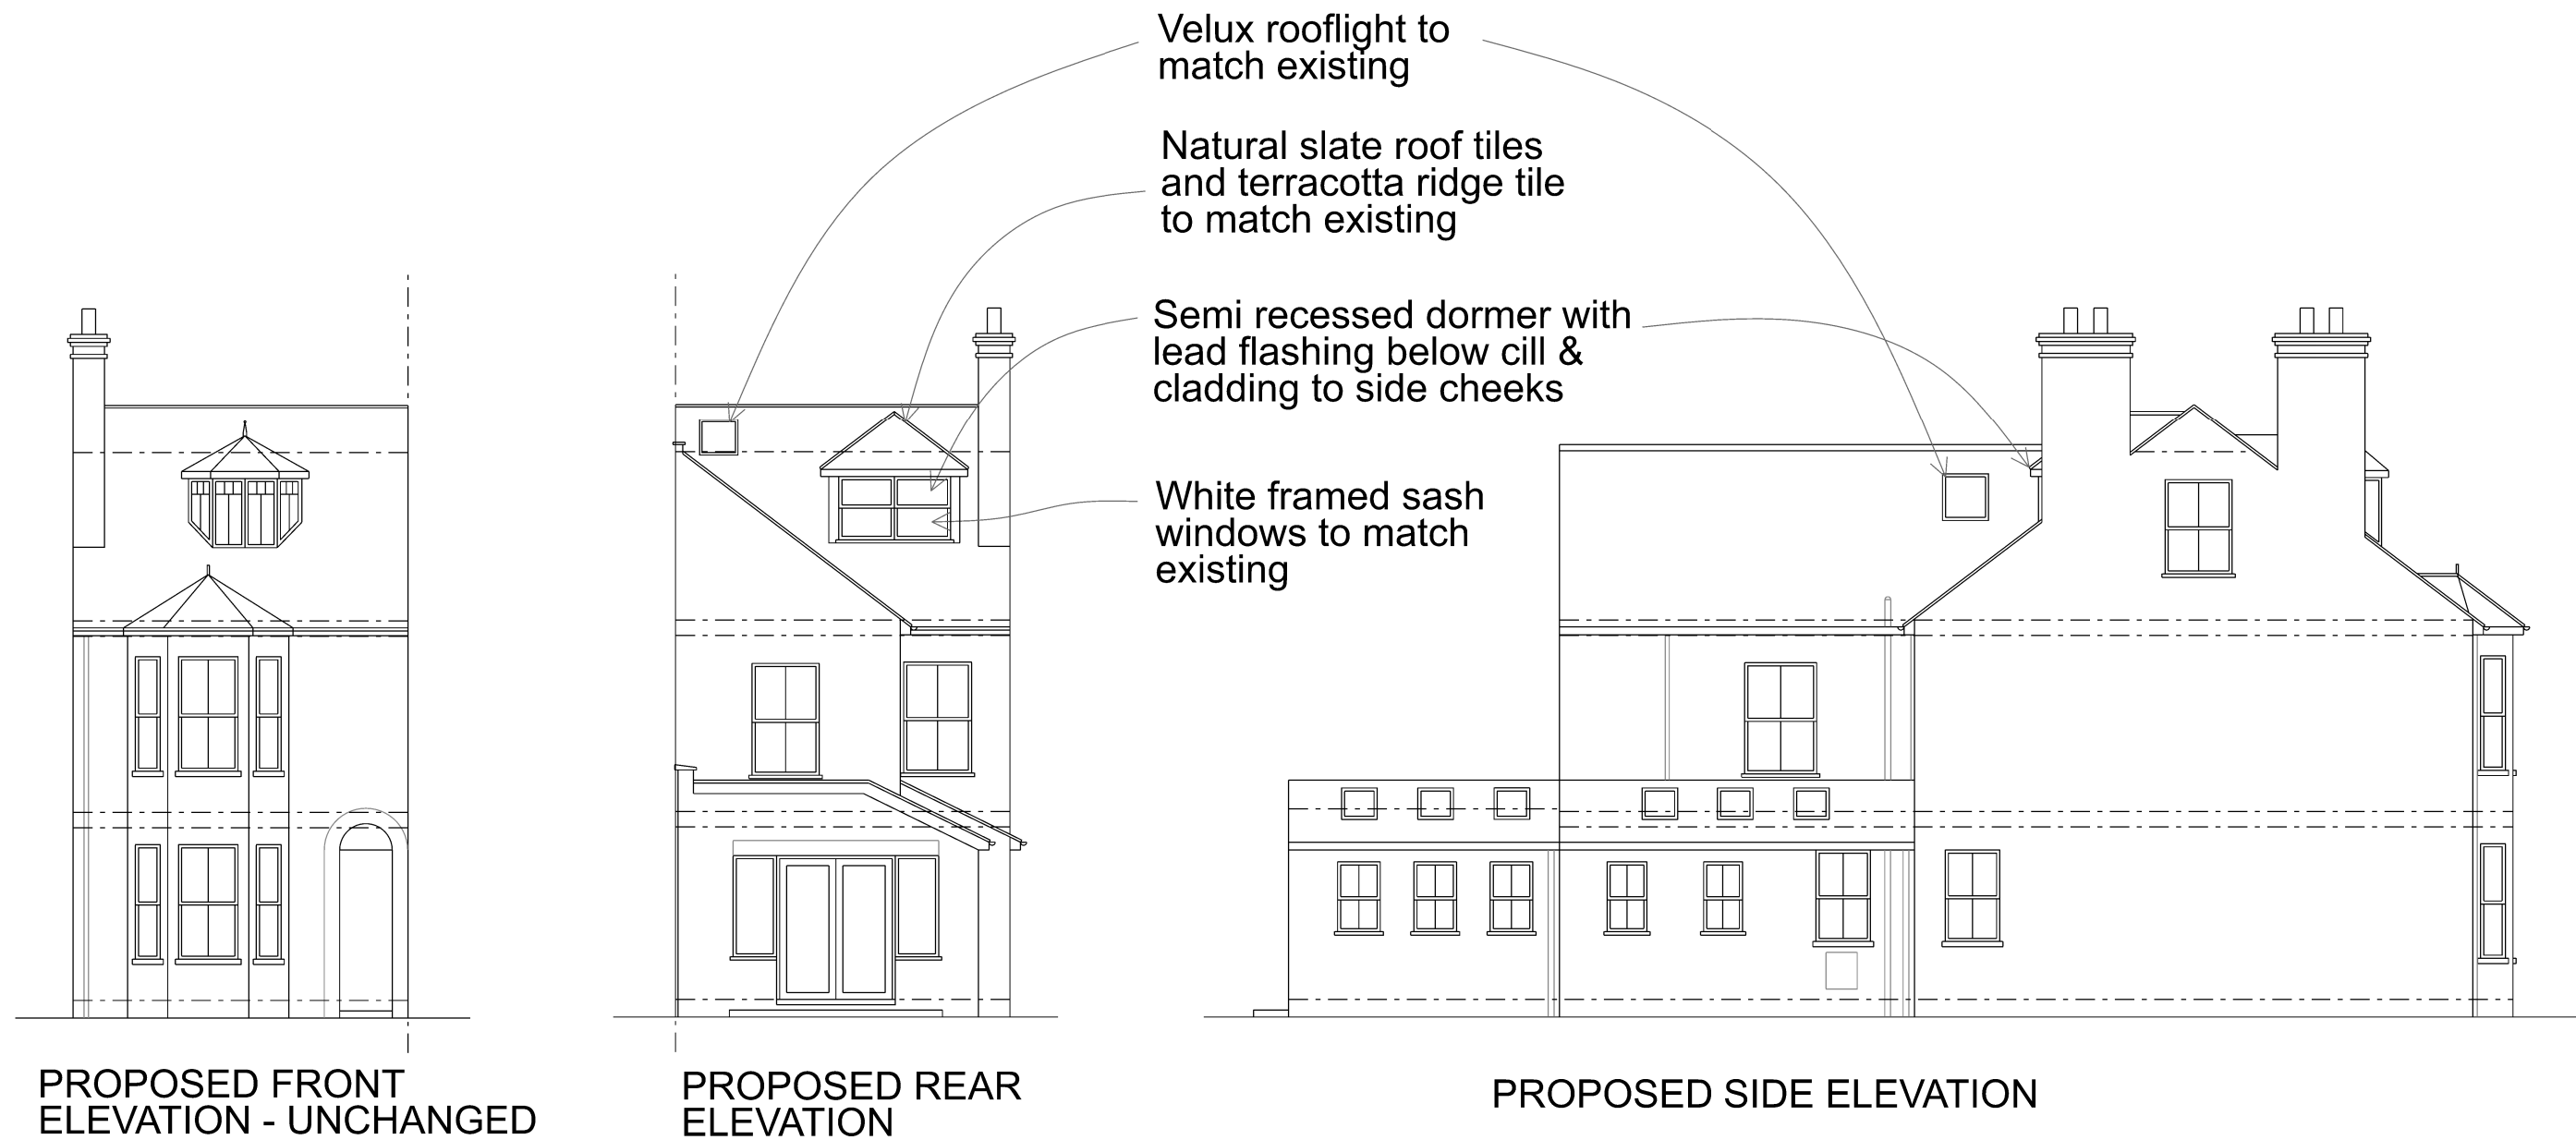 Velux rooflight to
match existing
Natural slate roof tiles
and terracotta ridge tile
to match existing
Semi recessed dormer with
lead flashing below cill &
cladding to side cheeks
White framed sash
windows to match
existing
PROPOSED FRONT
ELEVATION - UNCHANGED
PROPOSED REAR
ELEVATION
PROPOSED SIDE ELEVATION